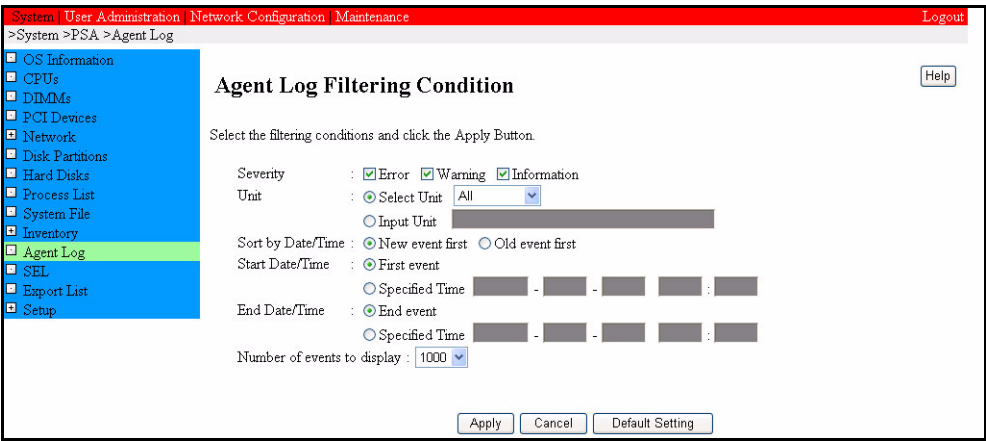 System | User Administration | Network Configuration | Maintenance Logout
>System >PSA >Agent Log
OS Information
CPUs
DIMMs
PCI Devices
Network
Disk Partitions
Hard Disks
Process List
System File
Inventory
Agent Log
SEL
Export List
Setup
Agent Log Filtering Condition
Help
Select the filtering conditions and click the Apply Button.
Severity : Error Warning Information
Unit : Select Unit All
Input Unit
Sort by Date/Time : New event first Old event first
Start Date/Time : First event
Specified Time - - :
End Date/Time : End event
Specified Time - - :
Number of events to display : 1000
Apply Cancel Default Setting